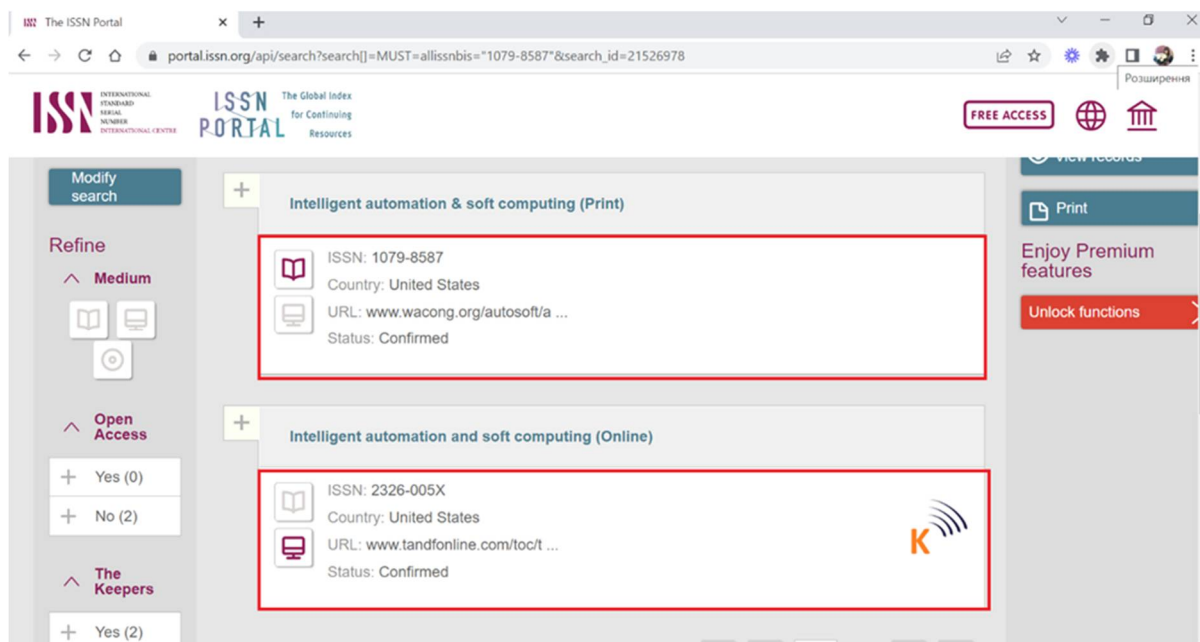 The ISSN Portal
portal.issn.org/api/search?search[]=MUST=allissnbis="1079-8587"&search_id=21526978
Розширення
ISSN INTERNATIONAL STANDARD SERIAL NUMBER INTERNATIONAL CENTRE
ISSN PORTAL The Global Index for Continuing Resources
FREE ACCESS
Modify search
View records
Intelligent automation & soft computing (Print)
Print
Refine
ISSN: 1079-8587
Enjoy Premium features
Medium
Country: United States
URL: www.wacong.org/autosoft/a ...
Unlock functions
Status: Confirmed
Open Access
Intelligent automation and soft computing (Online)
Yes (0)
ISSN: 2326-005X
No (2)
Country: United States
K
URL: www.tandfonline.com/toc/t ...
The Keepers
Status: Confirmed
Yes (2)